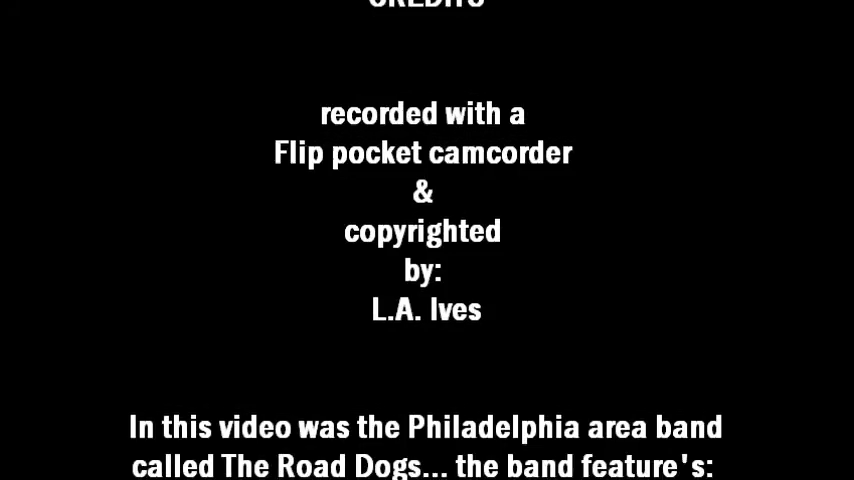 CREDITS
recorded with a
Flip pocket camcorder
&
copyrighted
by:
L.A. Ives
In this video was the Philadelphia area band
called The Road Dogs... the band feature's: